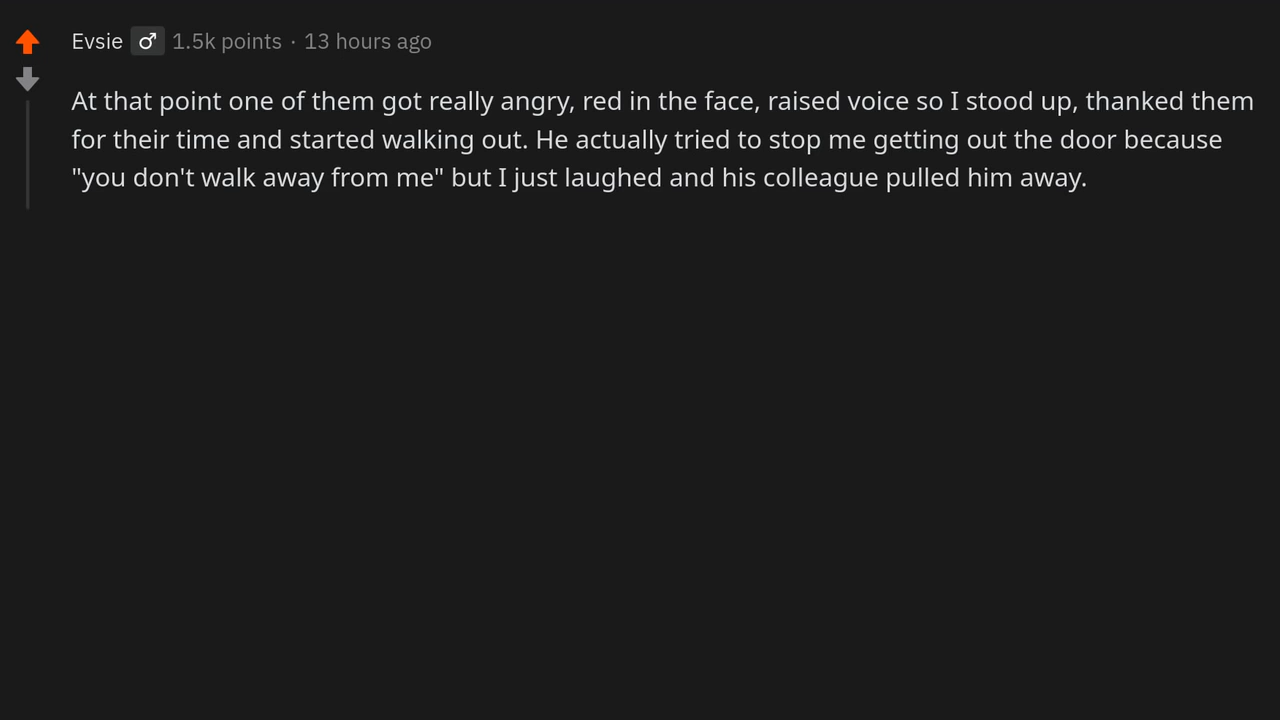 Evsie ♂ 1.5k points · 13 hours ago
At that point one of them got really angry, red in the face, raised voice so I stood up, thanked them
for their time and started walking out. He actually tried to stop me getting out the door because
"you don't walk away from me" but I just laughed and his colleague pulled him away.